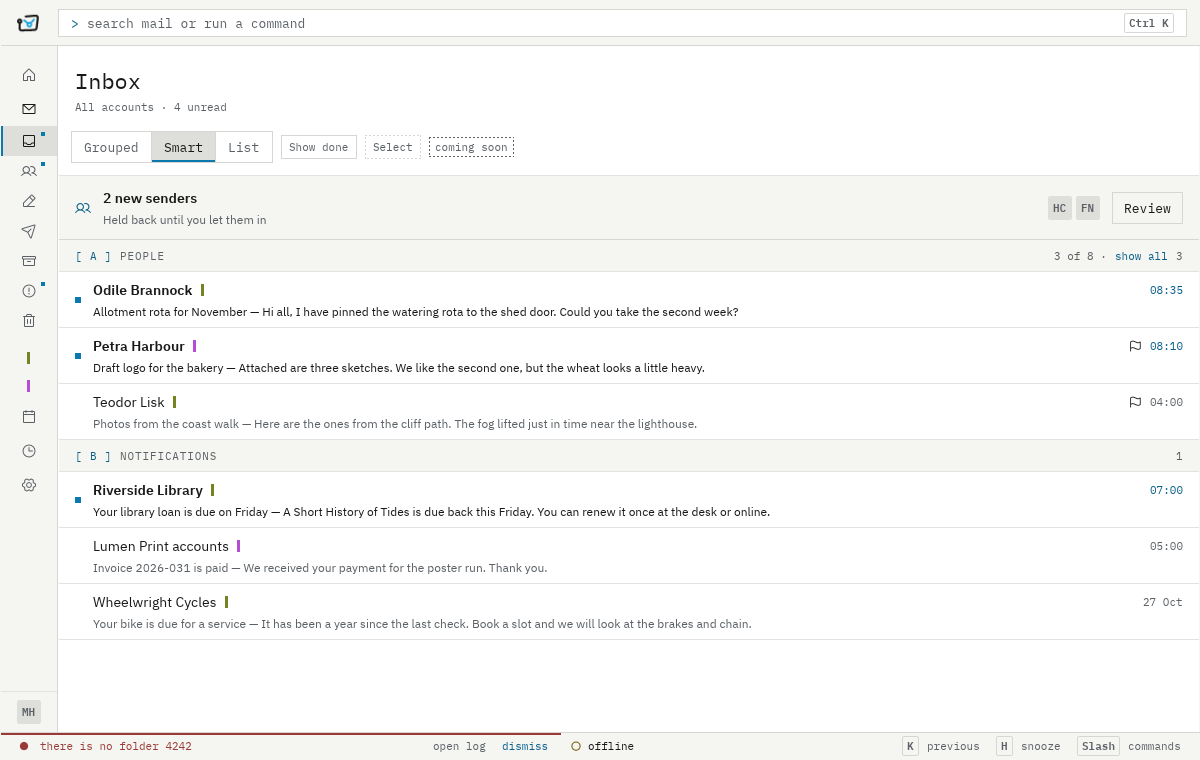 > search mail or run a command Ctrl K
Inbox
All accounts · 4 unread
Grouped Smart List Show done Select coming soon
2 new senders
Held back until you let them in
HC FN Review
[ A ] PEOPLE 3 of 8 · show all 3
Odile Brannock 08:35
Allotment rota for November — Hi all, I have pinned the watering rota to the shed door. Could you take the second week?
Petra Harbour 08:10
Draft logo for the bakery — Attached are three sketches. We like the second one, but the wheat looks a little heavy.
Teodor Lisk 04:00
Photos from the coast walk — Here are the ones from the cliff path. The fog lifted just in time near the lighthouse.
[ B ] NOTIFICATIONS 1
Riverside Library 07:00
Your library loan is due on Friday — A Short History of Tides is due back this Friday. You can renew it once at the desk or online.
Lumen Print accounts 05:00
Invoice 2026-031 is paid — We received your payment for the poster run. Thank you.
Wheelwright Cycles 27 Oct
Your bike is due for a service — It has been a year since the last check. Book a slot and we will look at the brakes and chain.
MH
there is no folder 4242 open log dismiss offline K previous H snooze Slash commands